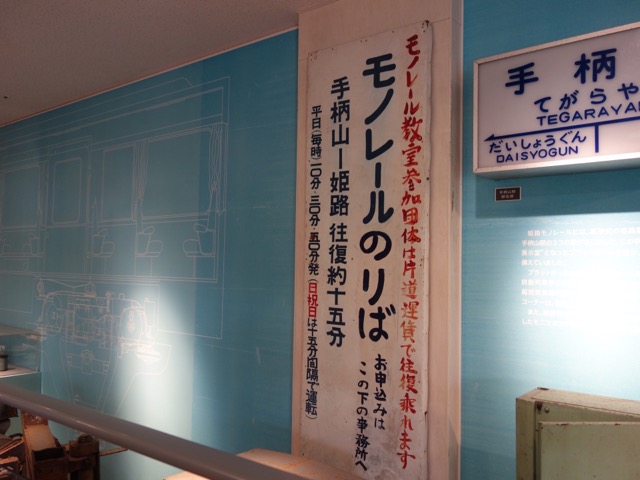 モノレール教室参加団体は片道運賃で往復乗れます
モノレールのりば
お申込みは
この下の事務所へ
手柄山ー姫路 往復約十五分
平日(毎時)一〇分・三〇分・五〇分発(日祝日は十五分間隔で運転)
手柄
てがらや
TEGARAYA
だいしょうぐん
DAISYOGUN